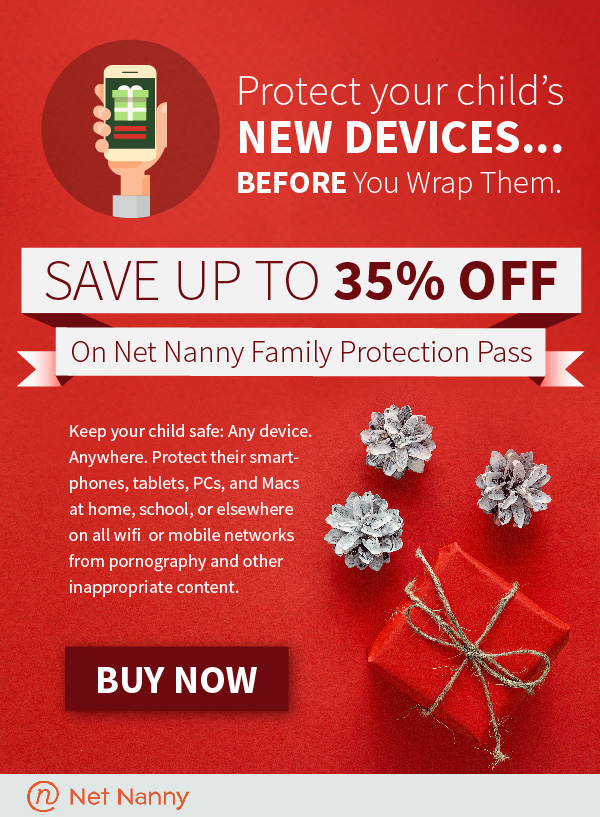 Protect your child's
NEW DEVICES...
BEFORE You Wrap Them.
SAVE UP TO 35% OFF
On Net Nanny Family Protection Pass
Keep your child safe: Any device.
Anywhere. Protect their smart-
phones, tablets, PCs, and Macs
at home, school, or elsewhere
on all wifi or mobile networks
from pornography and other
inappropriate content.
BUY NOW
n Net Nanny